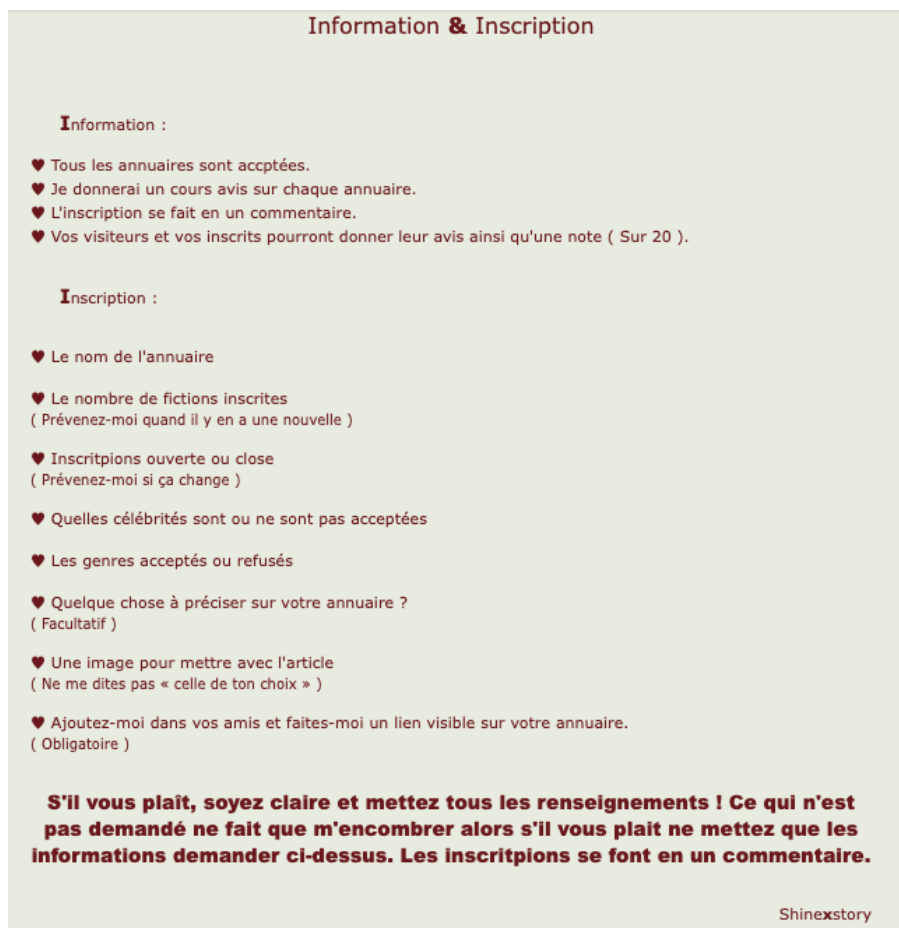 Information & Inscription
Information :
♥ Tous les annuaires sont accptées.
♥ Je donnerai un cours avis sur chaque annuaire.
♥ L'inscription se fait en un commentaire.
♥ Vos visiteurs et vos inscrits pourront donner leur avis ainsi qu'une note ( Sur 20 ).
Inscription :
♥ Le nom de l'annuaire
♥ Le nombre de fictions inscrites
( Prévenez-moi quand il y en a une nouvelle )
♥ Inscritpions ouverte ou close
( Prévenez-moi si ça change )
♥ Quelles célébrités sont ou ne sont pas acceptées
♥ Les genres acceptés ou refusés
♥ Quelque chose à préciser sur votre annuaire ?
( Facultatif )
♥ Une image pour mettre avec l'article
( Ne me dites pas « celle de ton choix » )
♥ Ajoutez-moi dans vos amis et faites-moi un lien visible sur votre annuaire.
( Obligatoire )
S'il vous plaît, soyez claire et mettez tous les renseignements ! Ce qui n'est
pas demandé ne fait que m'encombrer alors s'il vous plait ne mettez que les
informations demander ci-dessus. Les inscritpions se font en un commentaire.
Shinexstory